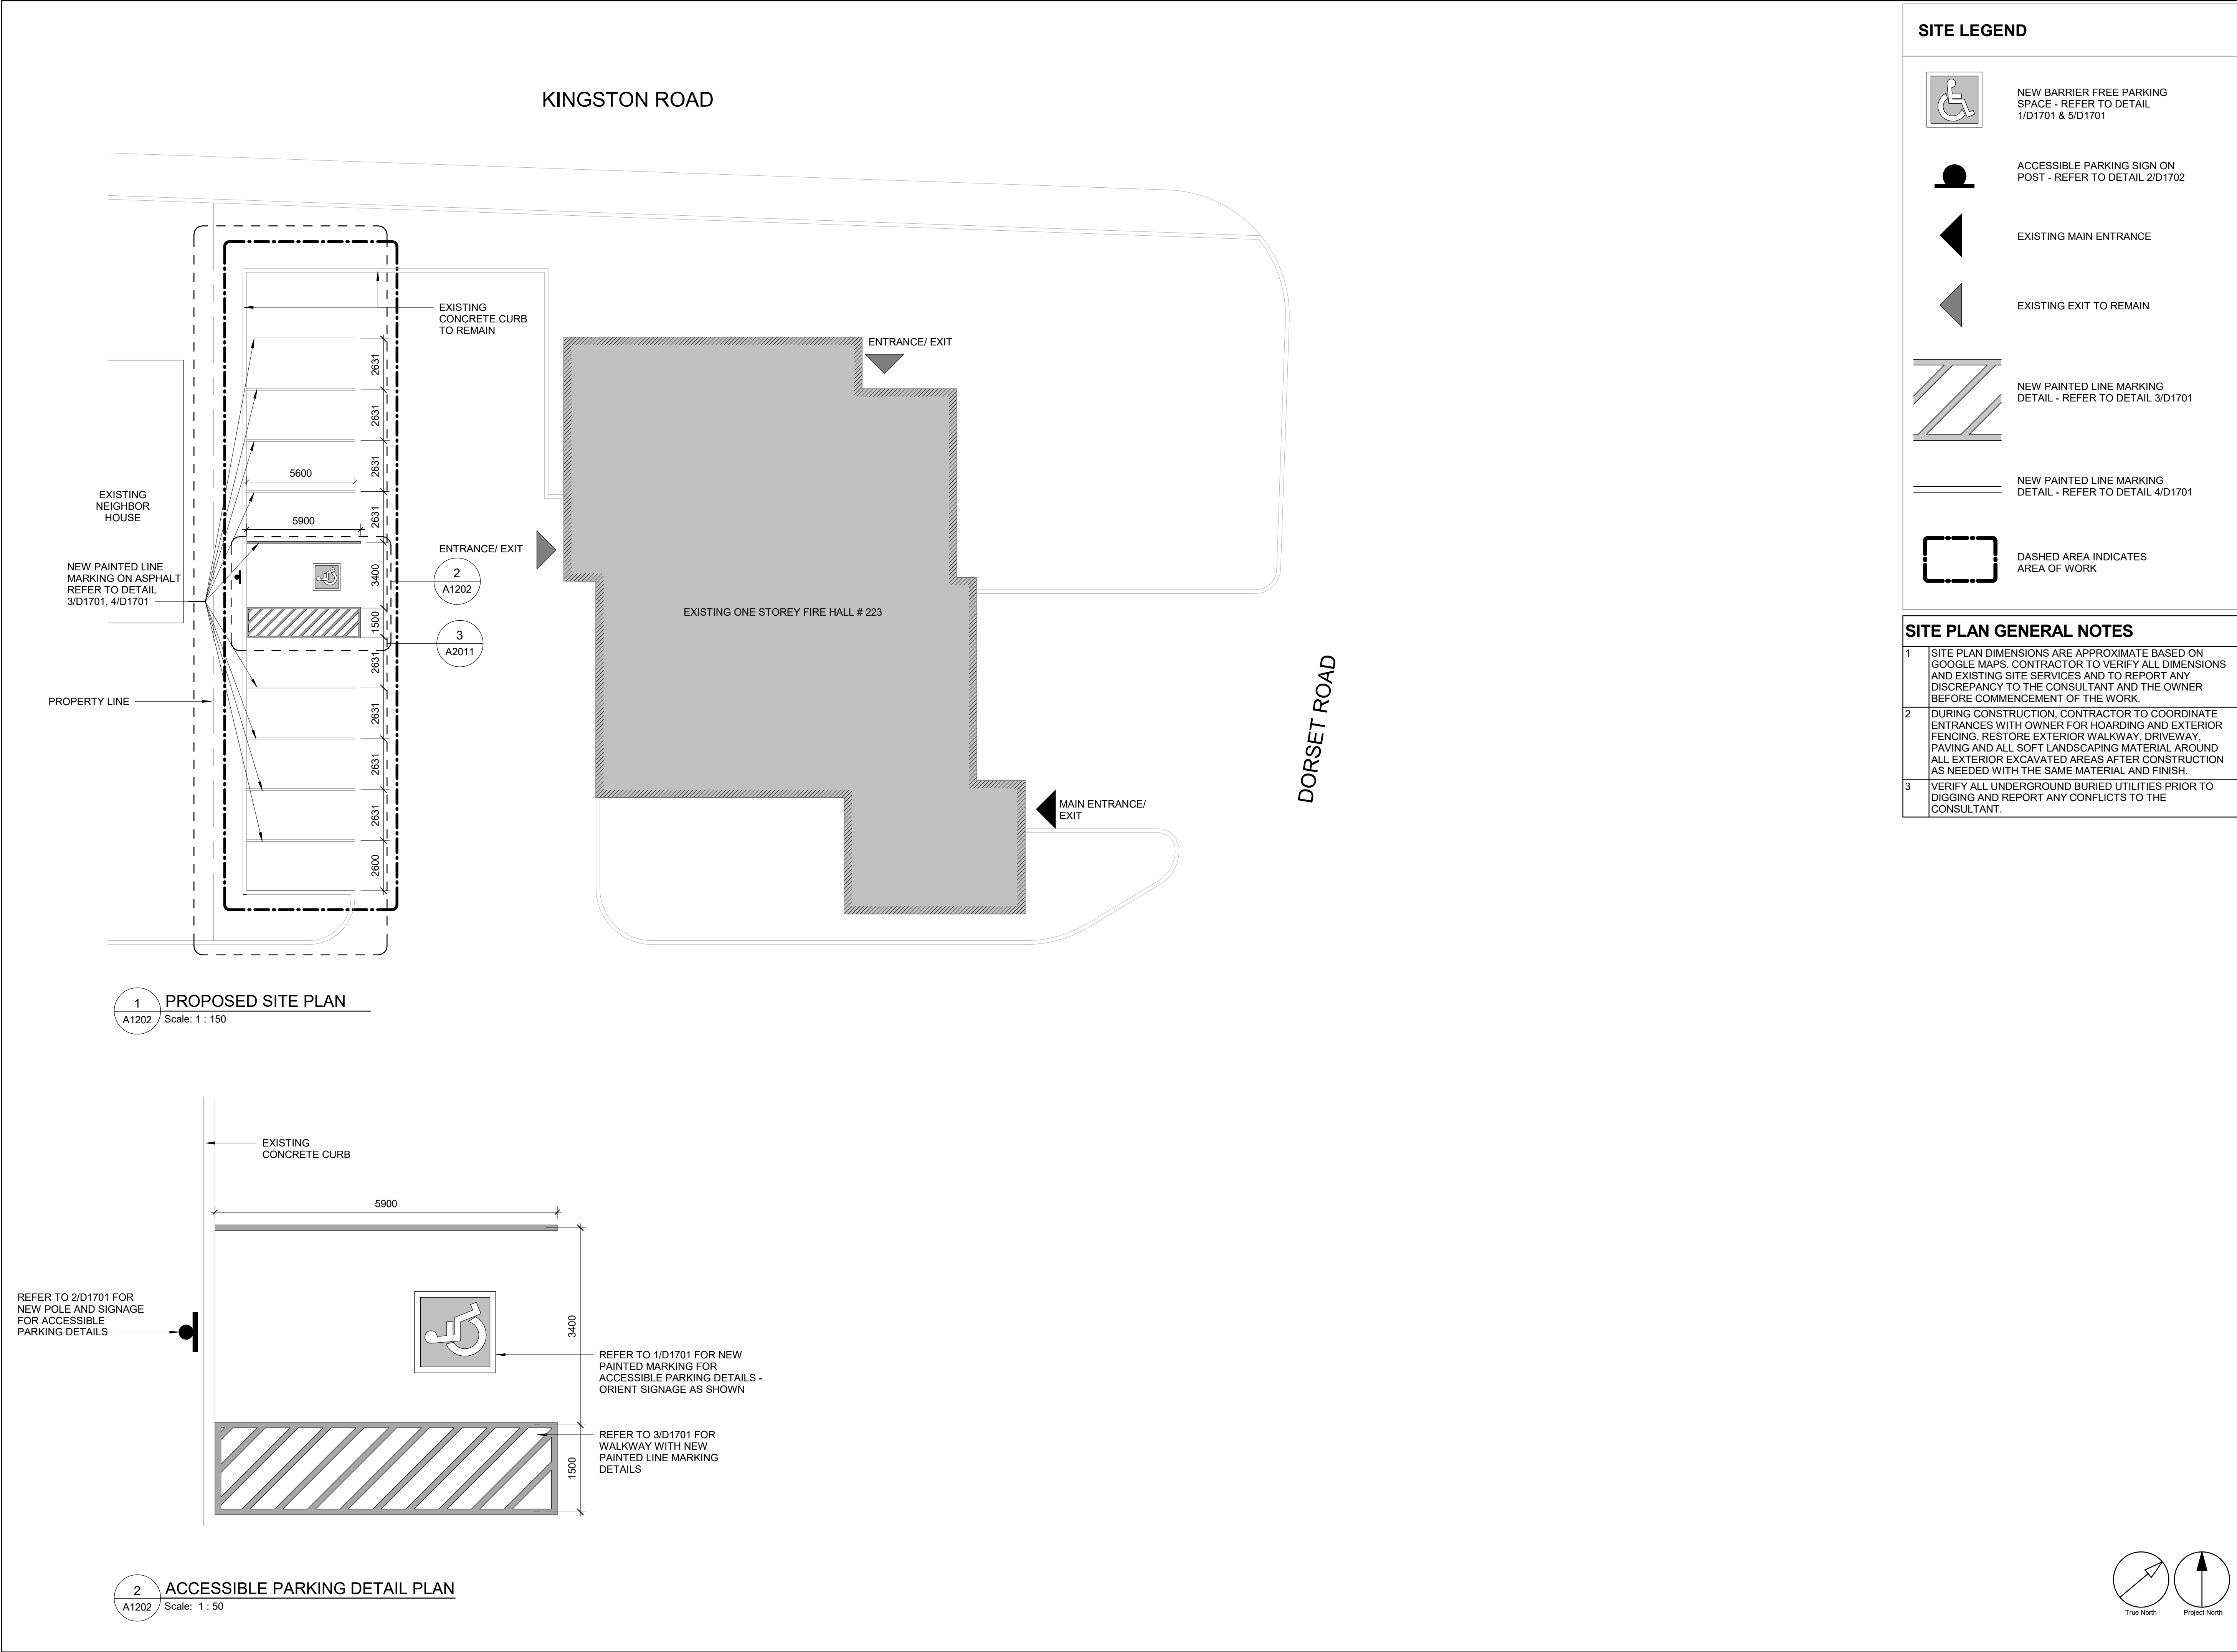 KINGSTON ROAD
EXISTING
CONCRETE CURB
TO REMAIN
ENTRANCE/ EXIT
2631
2631
2631
5600
2631
5900
EXISTING
NEIGHBOR
HOUSE
ENTRANCE/ EXIT
NEW PAINTED LINE
MARKING ON ASPHALT
REFER TO DETAIL
3/D1701, 4/D1701
3400
2
A1202
1500
3
A2011
EXISTING ONE STOREY FIRE HALL # 223
2631
PROPERTY LINE
2631
2631
2631
2600
DORSET ROAD
MAIN ENTRANCE/
EXIT
1
A1202
PROPOSED SITE PLAN
Scale: 1 : 150
EXISTING
CONCRETE CURB
5900
REFER TO 2/D1701 FOR
NEW POLE AND SIGNAGE
FOR ACCESSIBLE
PARKING DETAILS
3400
REFER TO 1/D1701 FOR NEW
PAINTED MARKING FOR
ACCESSIBLE PARKING DETAILS -
ORIENT SIGNAGE AS SHOWN
REFER TO 3/D1701 FOR
WALKWAY WITH NEW
PAINTED LINE MARKING
DETAILS
1500
2
A1202
ACCESSIBLE PARKING DETAIL PLAN
Scale: 1 : 50
SITE LEGEND
NEW BARRIER FREE PARKING
SPACE - REFER TO DETAIL
1/D1701 & 5/D1701
ACCESSIBLE PARKING SIGN ON
POST - REFER TO DETAIL 2/D1702
EXISTING MAIN ENTRANCE
EXISTING EXIT TO REMAIN
NEW PAINTED LINE MARKING
DETAIL - REFER TO DETAIL 3/D1701
NEW PAINTED LINE MARKING
DETAIL - REFER TO DETAIL 4/D1701
DASHED AREA INDICATES
AREA OF WORK
SITE PLAN GENERAL NOTES
1 SITE PLAN DIMENSIONS ARE APPROXIMATE BASED ON
GOOGLE MAPS. CONTRACTOR TO VERIFY ALL DIMENSIONS
AND EXISTING SITE SERVICES AND TO REPORT ANY
DISCREPANCY TO THE CONSULTANT AND THE OWNER
BEFORE COMMENCEMENT OF THE WORK.
2 DURING CONSTRUCTION, CONTRACTOR TO COORDINATE
ENTRANCES WITH OWNER FOR HOARDING AND EXTERIOR
FENCING. RESTORE EXTERIOR WALKWAY, DRIVEWAY,
PAVING AND ALL SOFT LANDSCAPING MATERIAL AROUND
ALL EXTERIOR EXCAVATED AREAS AFTER CONSTRUCTION
AS NEEDED WITH THE SAME MATERIAL AND FINISH.
3 VERIFY ALL UNDERGROUND BURIED UTILITIES PRIOR TO
DIGGING AND REPORT ANY CONFLICTS TO THE
CONSULTANT.
True North
Project North